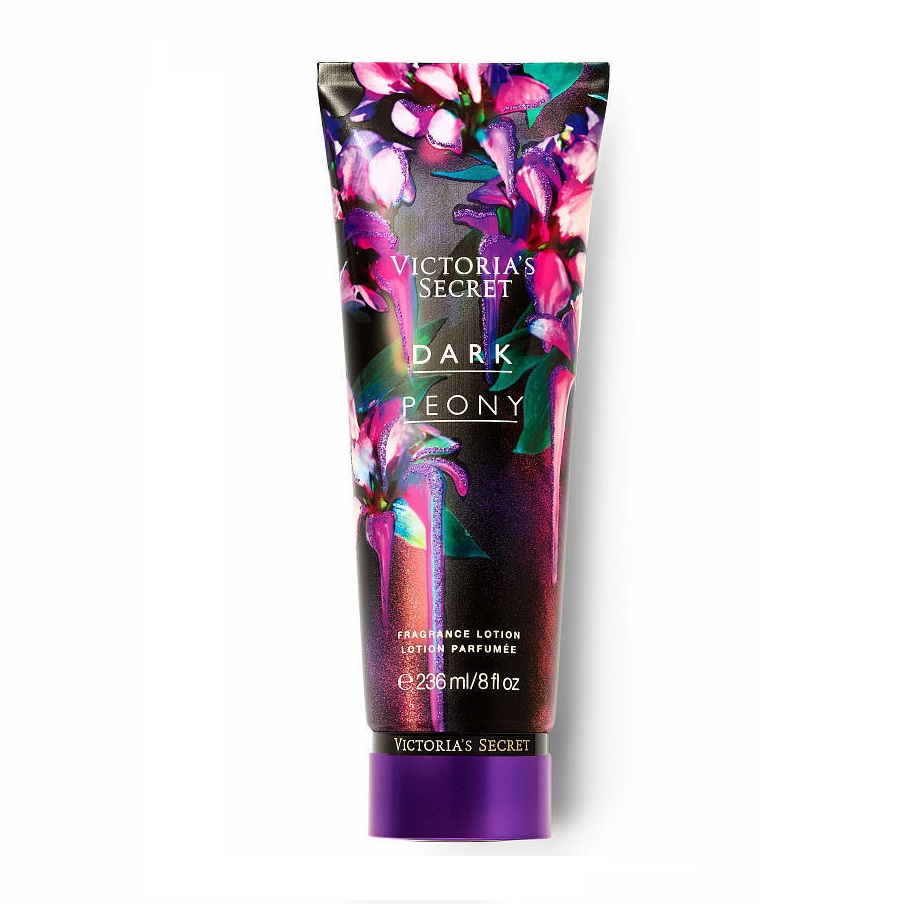 VICTORIA'S
SECRET
DARK
PEONY
FRAGRANCE LOTION
LOTION PARFUMÉE
℮236 ml/8 fl oz
VICTORIA'S SECRET